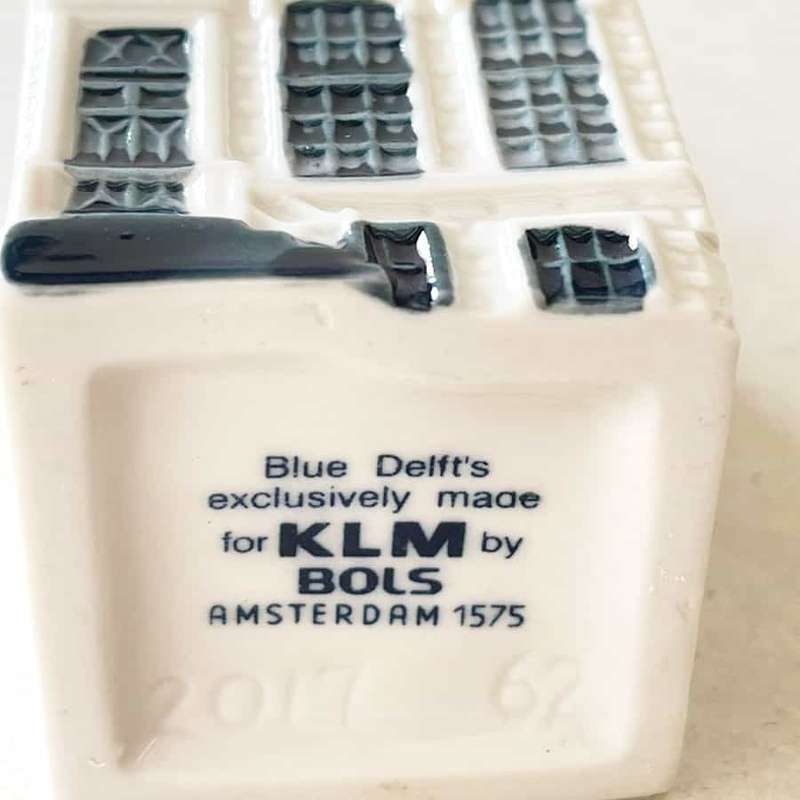 Blue Delft's
exclusively made
for KLM by
BOLS
AMSTERDAM 1575
2017 62